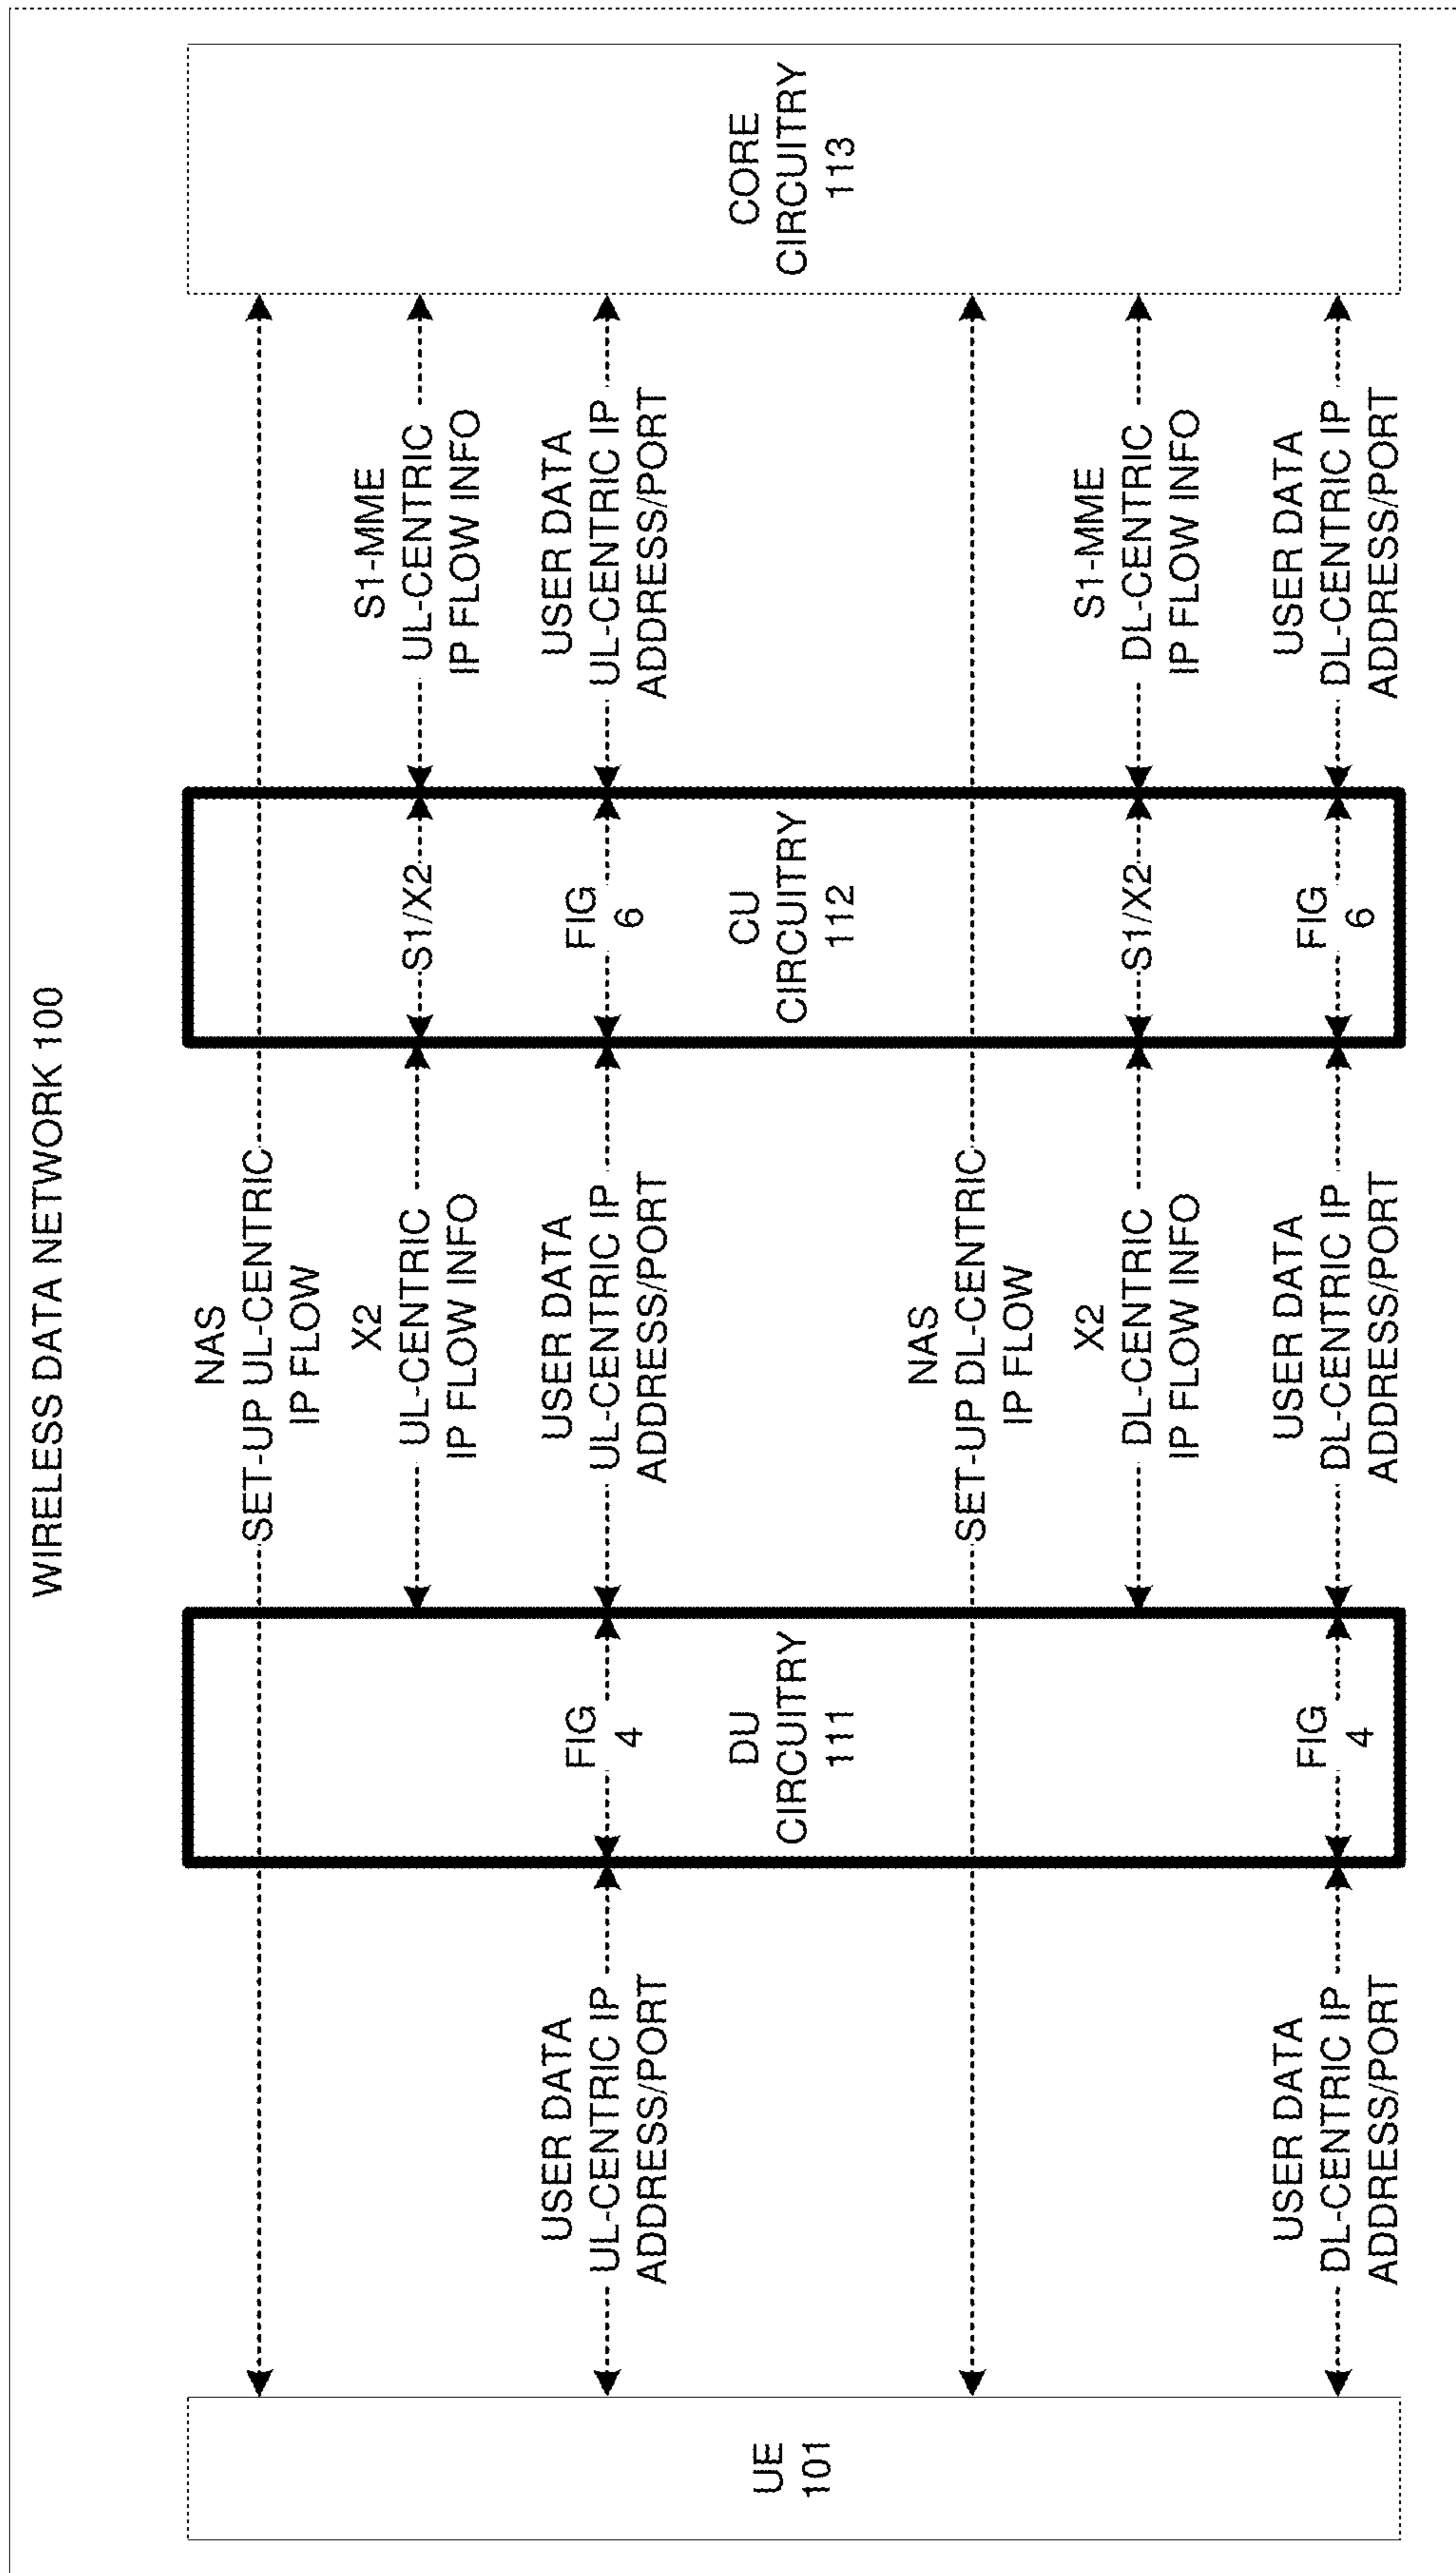 WIRELESS DATA NETWORK 100
UE
101
DU
CIRCUITRY
111
CU
CIRCUITRY
112
CORE
CIRCUITRY
113
NAS
SET-UP UL-CENTRIC
IP FLOW
X2
UL-CENTRIC
IP FLOW INFO
S1/X2
S1-MME
UL-CENTRIC
IP FLOW INFO
USER DATA
UL-CENTRIC IP
ADDRESS/PORT
FIG
4
USER DATA
UL-CENTRIC IP
ADDRESS/PORT
FIG
6
USER DATA
UL-CENTRIC IP
ADDRESS/PORT
NAS
SET-UP DL-CENTRIC
IP FLOW
X2
DL-CENTRIC
IP FLOW INFO
S1/X2
S1-MME
DL-CENTRIC
IP FLOW INFO
USER DATA
DL-CENTRIC IP
ADDRESS/PORT
FIG
4
USER DATA
DL-CENTRIC IP
ADDRESS/PORT
FIG
6
USER DATA
DL-CENTRIC IP
ADDRESS/PORT